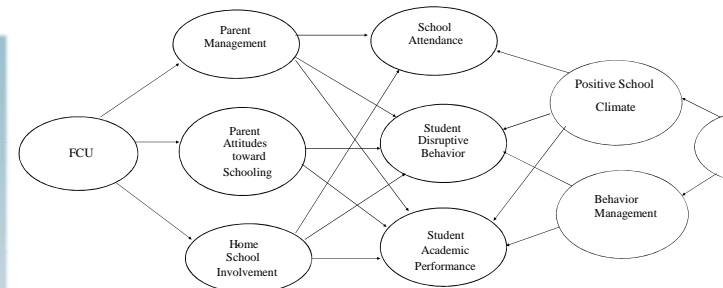 Parent
Management
School
Attendance
Positive School
Climate
FCU
Parent
Attitudes
toward
Schooling
Student
Disruptive
Behavior
Behavior
Management
Home
School
Involvement
Student
Academic
Performance